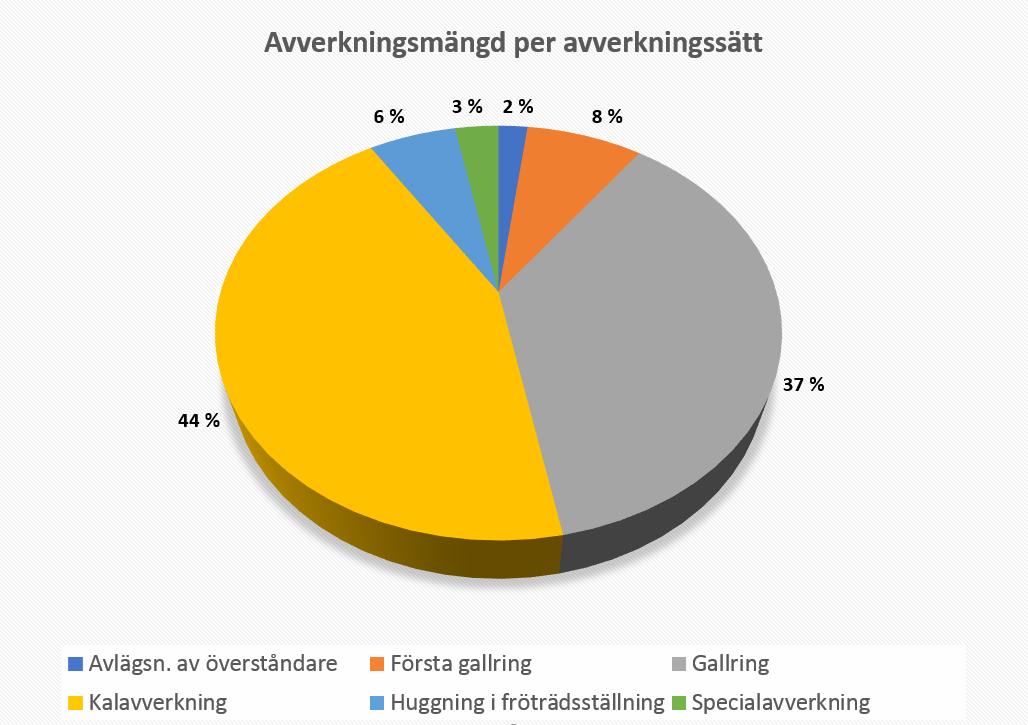 Avverkningsmängd per avverkningssätt
6 %
3 %
2 %
8 %
37 %
44 %
Avlägsn. av överståndare
Första gallring
Gallring
Kalavverkning
Huggning i fröträdsställning
Specialavverkning